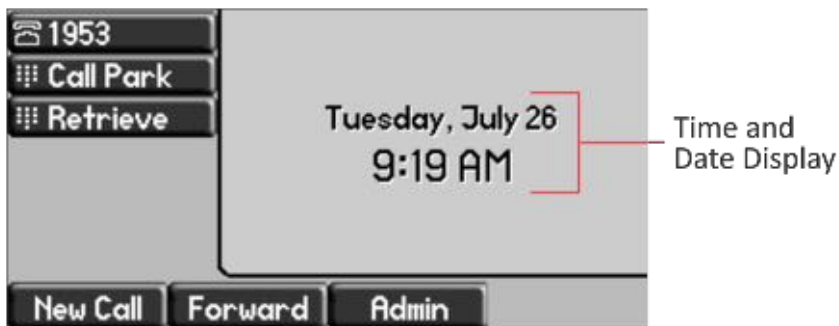 1953
Call Park
Retrieve
Tuesday, July 26
9:19 AM
Time and
Date Display
New Call
Forward
Admin